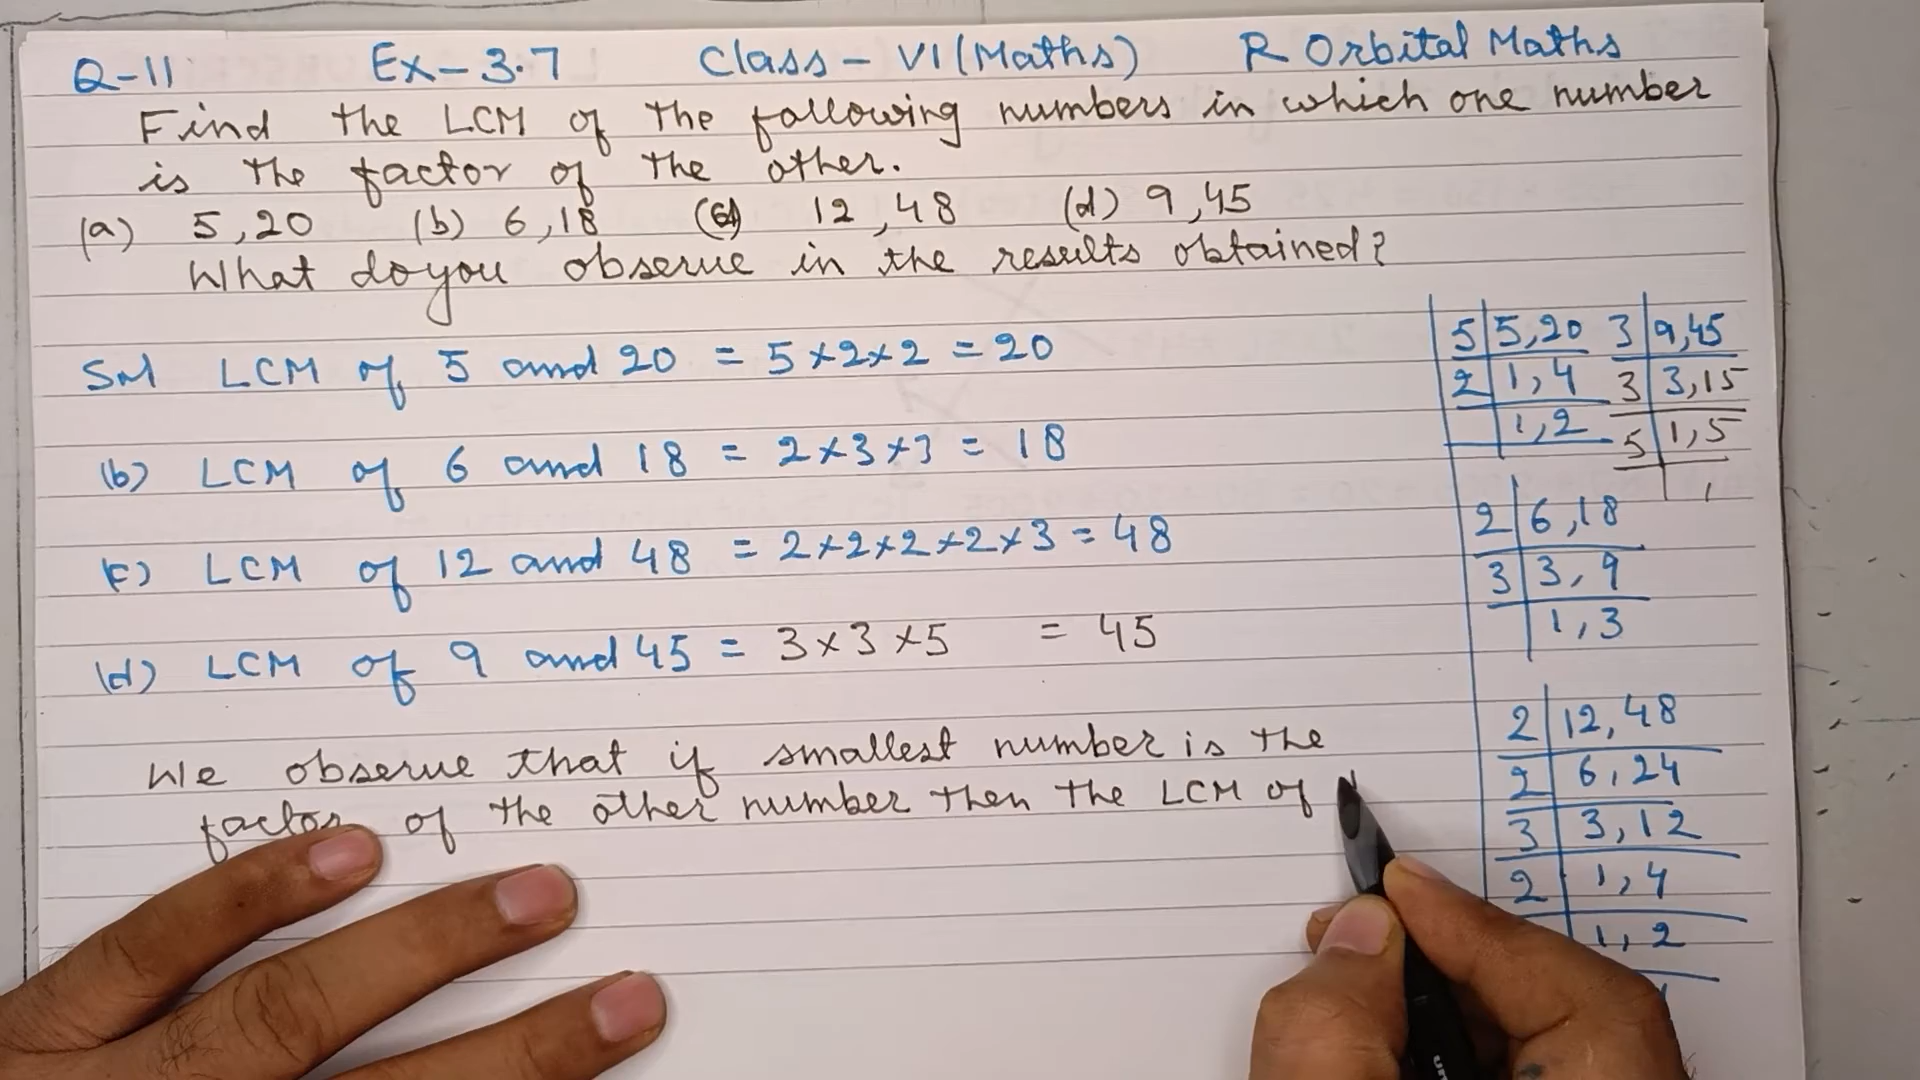 Q-11 Ex-3.7 Class-VI(Maths) R Orbital Maths
Find the LCM of the following numbers in which one number
is the factor of the other.
(a) 5,20 (b) 6,18 (c) 12,48 (d) 9,45
What do you observe in the results obtained?
Sol LCM of 5 and 20 = 5×2×2 = 20
(b) LCM of 6 and 18 = 2×3×3 = 18
(c) LCM of 12 and 48 = 2×2×2×2×3 = 48
(d) LCM of 9 and 45 = 3×3×5 = 45
We observe that if smallest number is the
factor of the other number then the LCM of
5 5,20
2 1,4
1,2
3 9,45
3 3,15
5 1,5
1
2 6,18
3 3,9
1,3
2 12,48
2 6,24
3 3,12
2 1,4
1,2